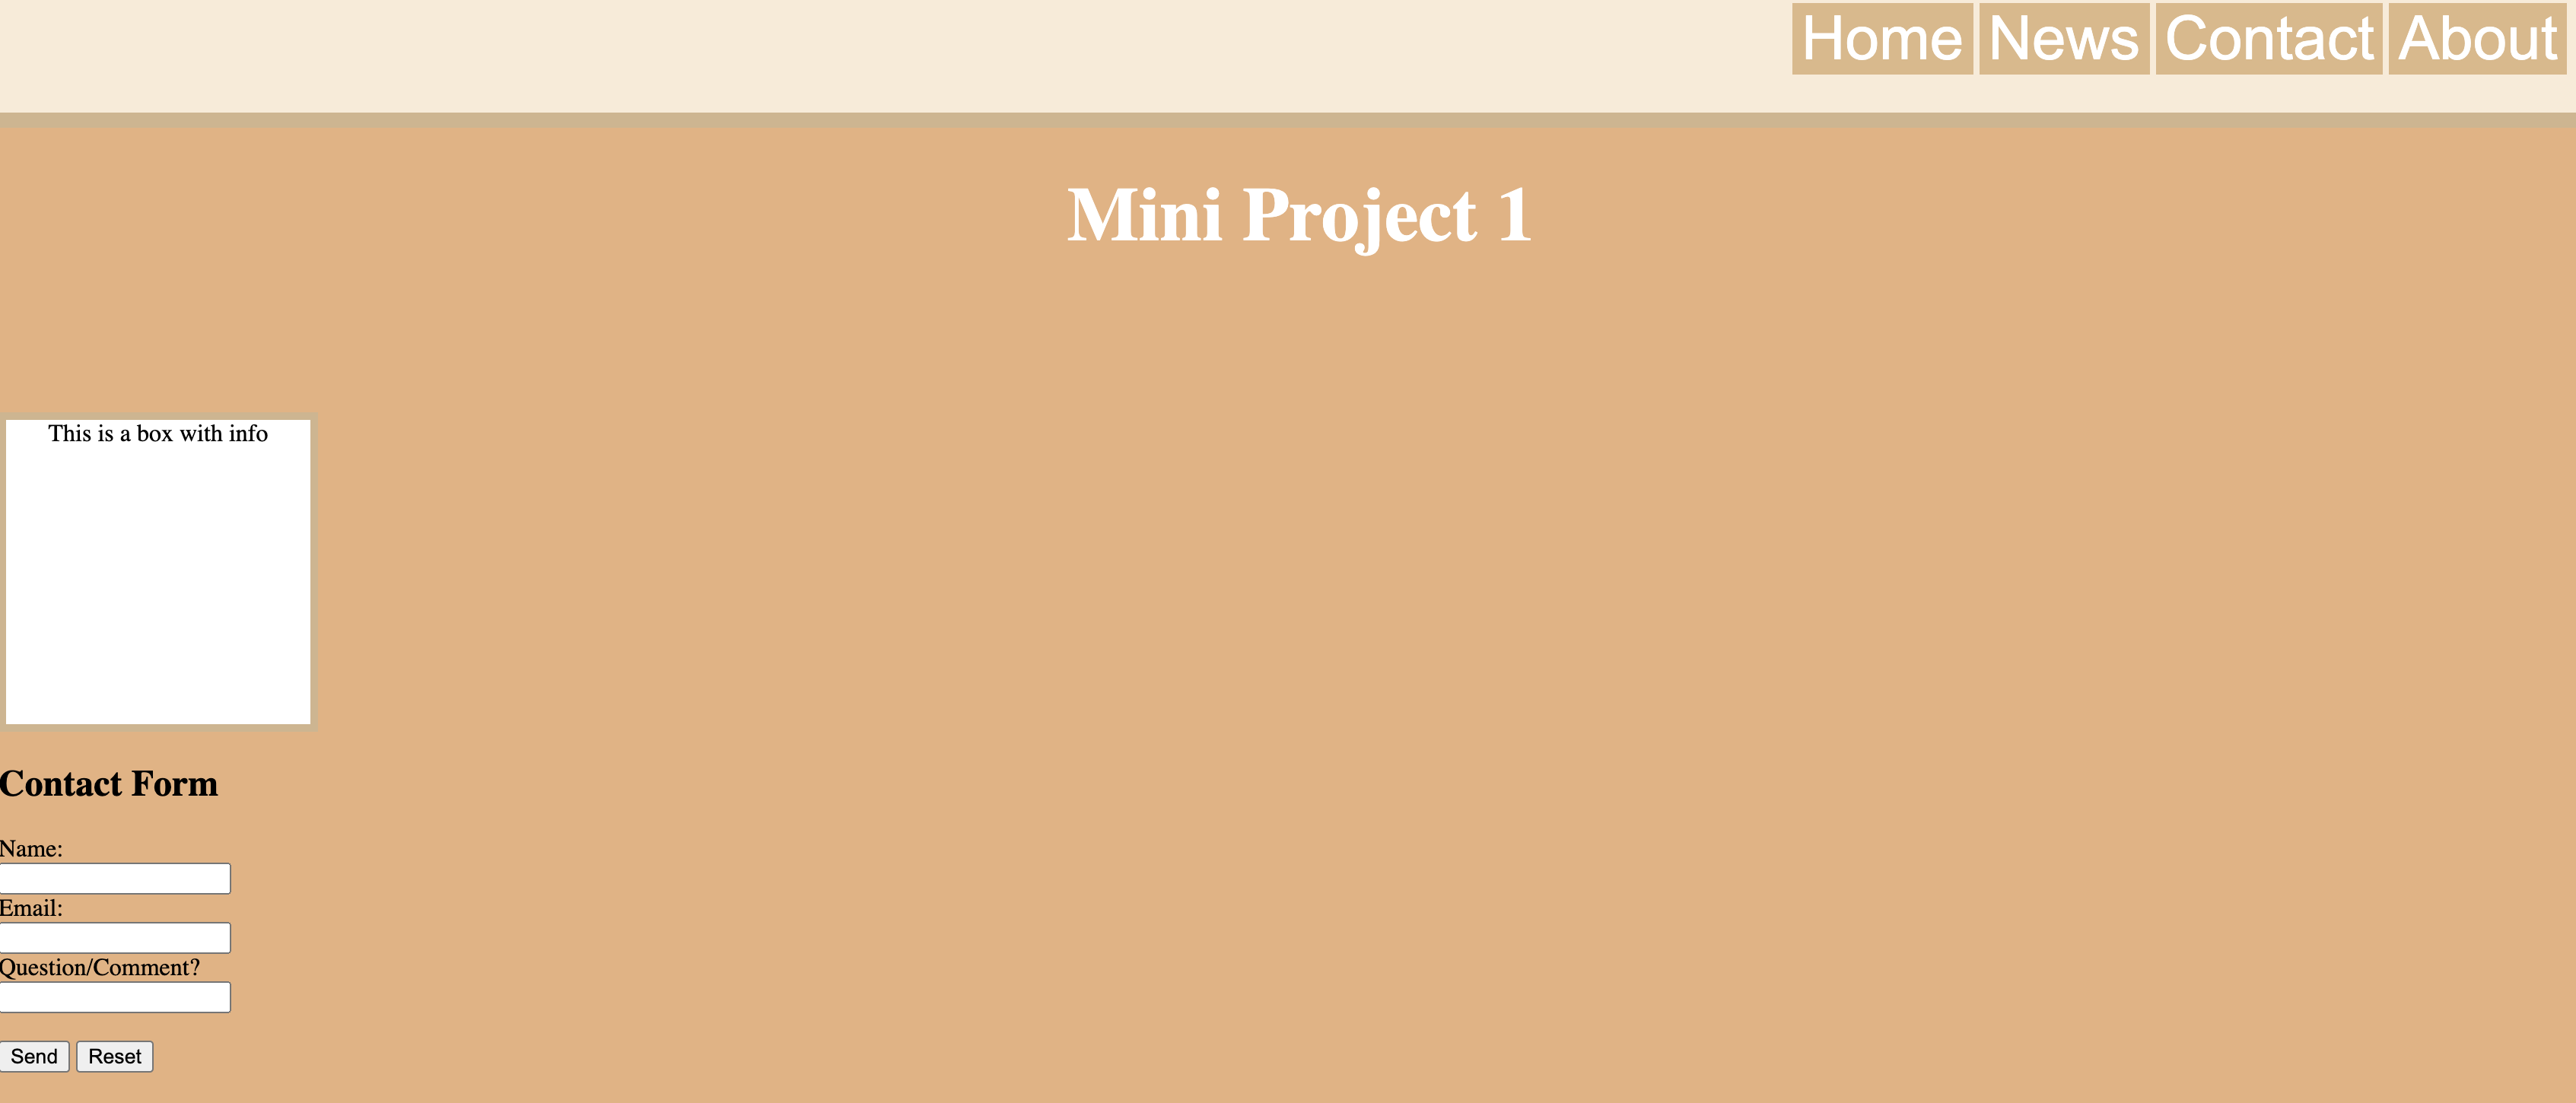 Home News Contact About
Mini Project 1
This is a box with info
Contact Form
Name:
Email:
Question/Comment?
Send Reset